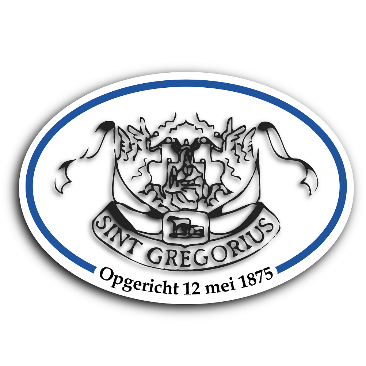 SINT GREGORIUS
Opgericht 12 mei 1875